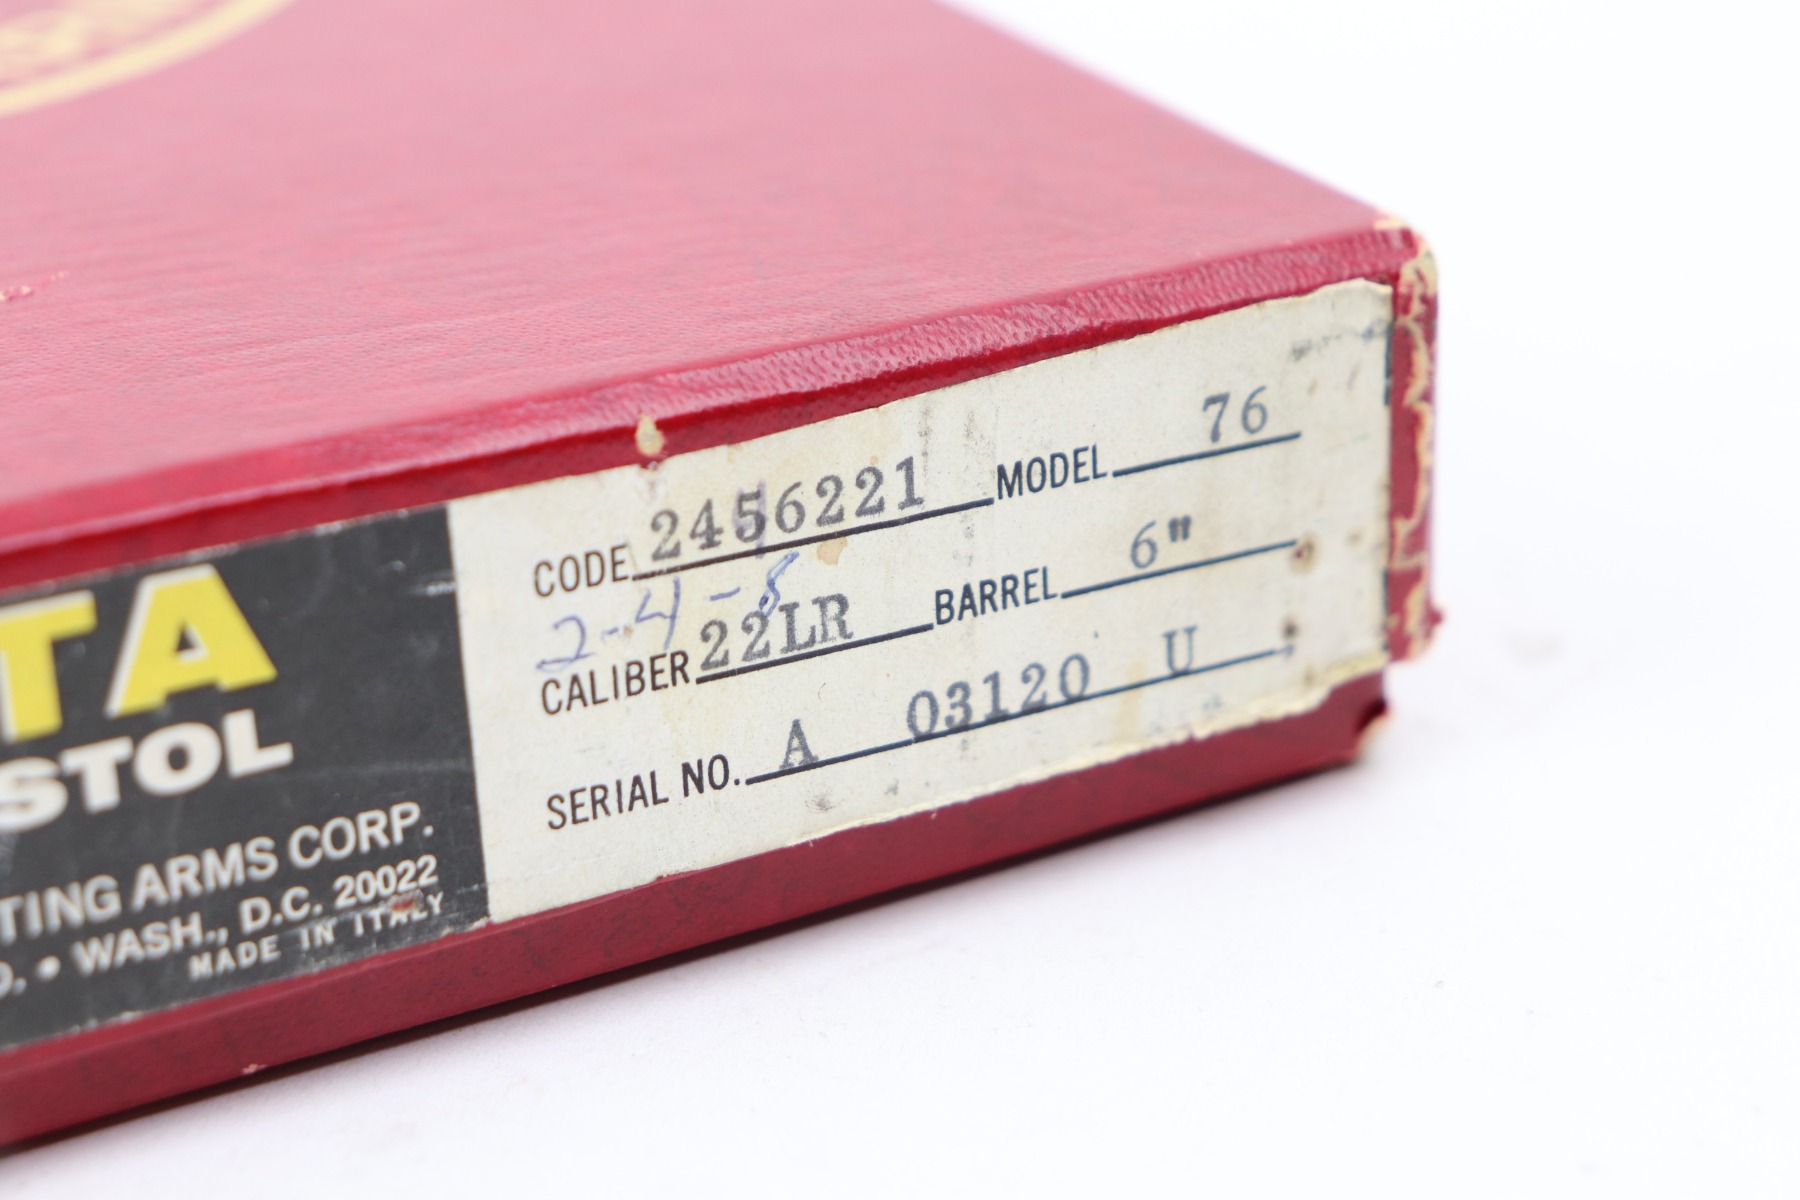 TA
STOL
TING ARMS CORP.
D. • WASH., D.C. 20022
MADE IN ITALY
CODE 2456221 MODEL 76
2-4-8
CALIBER 22LR BARREL 6"
SERIAL NO. A 03120 U